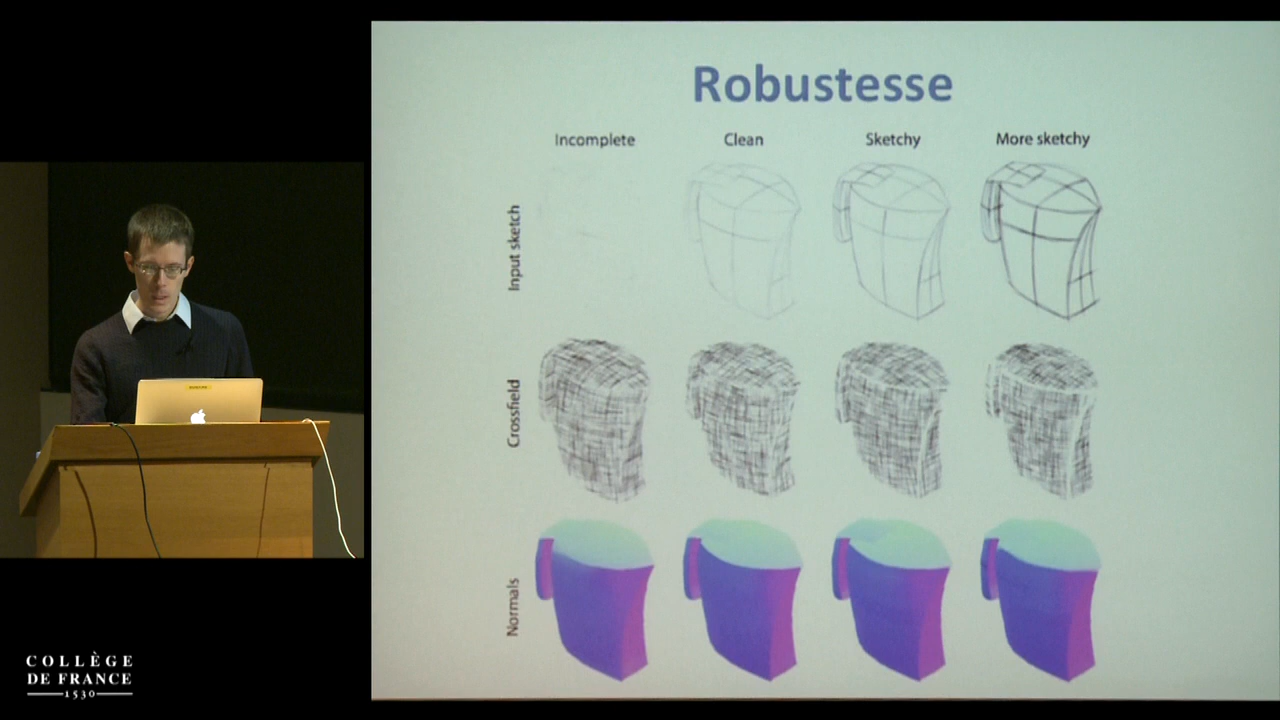 Robustesse
Incomplete Clean Sketchy More sketchy
Input sketch
Crossfield
Normals
COLLÈGE
DE FRANCE
1530